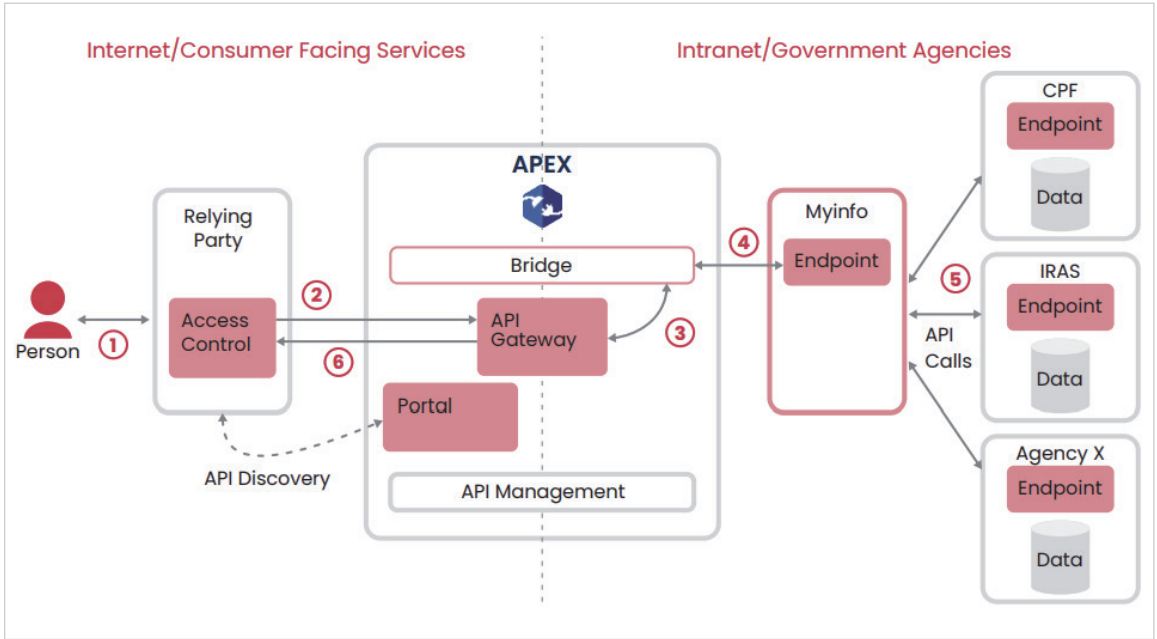 Internet/Consumer Facing Services
Intranet/Government Agencies
Person
1
Relying
Party
Access
Control
2
6
API Discovery
APEX
Bridge
API
Gateway
3
Portal
API Management
4
Myinfo
Endpoint
5
API
Calls
CPF
Endpoint
Data
IRAS
Endpoint
Data
Agency X
Endpoint
Data